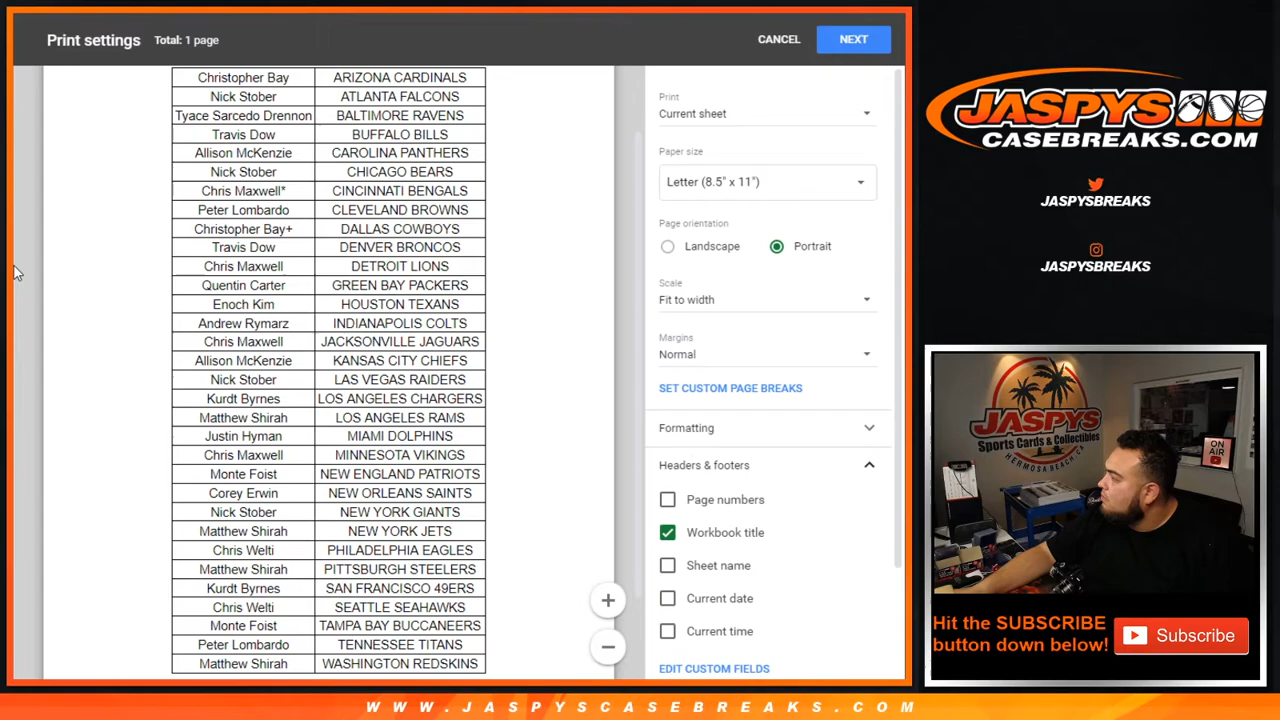 Print settings Total: 1 page CANCEL NEXT
Christopher Bay ARIZONA CARDINALS
Nick Stober ATLANTA FALCONS
Tyace Sarcedo Drennon BALTIMORE RAVENS
Travis Dow BUFFALO BILLS
Allison McKenzie CAROLINA PANTHERS
Nick Stober CHICAGO BEARS
Chris Maxwell* CINCINNATI BENGALS
Peter Lombardo CLEVELAND BROWNS
Christopher Bay+ DALLAS COWBOYS
Travis Dow DENVER BRONCOS
Chris Maxwell DETROIT LIONS
Quentin Carter GREEN BAY PACKERS
Enoch Kim HOUSTON TEXANS
Andrew Rymarz INDIANAPOLIS COLTS
Chris Maxwell JACKSONVILLE JAGUARS
Allison McKenzie KANSAS CITY CHIEFS
Nick Stober LAS VEGAS RAIDERS
Kurdt Byrnes LOS ANGELES CHARGERS
Matthew Shirah LOS ANGELES RAMS
Justin Hyman MIAMI DOLPHINS
Chris Maxwell MINNESOTA VIKINGS
Monte Foist NEW ENGLAND PATRIOTS
Corey Erwin NEW ORLEANS SAINTS
Nick Stober NEW YORK GIANTS
Matthew Shirah NEW YORK JETS
Chris Welti PHILADELPHIA EAGLES
Matthew Shirah PITTSBURGH STEELERS
Kurdt Byrnes SAN FRANCISCO 49ERS
Chris Welti SEATTLE SEAHAWKS
Monte Foist TAMPA BAY BUCCANEERS
Peter Lombardo TENNESSEE TITANS
Matthew Shirah WASHINGTON REDSKINS
Print
Current sheet
Paper size
Letter (8.5" x 11")
Page orientation
Landscape Portrait
Scale
Fit to width
Margins
Normal
SET CUSTOM PAGE BREAKS
Formatting
Headers & footers
Page numbers
Workbook title
Sheet name
Current date
Current time
EDIT CUSTOM FIELDS
JASPYS
CASEBREAKS.COM
JASPYSBREAKS
JASPYSBREAKS
JASPYS
Sports Cards & Collectibles
HERMOSA BEACH, CA
ON
AIR
Hit the SUBSCRIBE
button down below!
Subscribe
WWW.JASPYSCASEBREAKS.COM